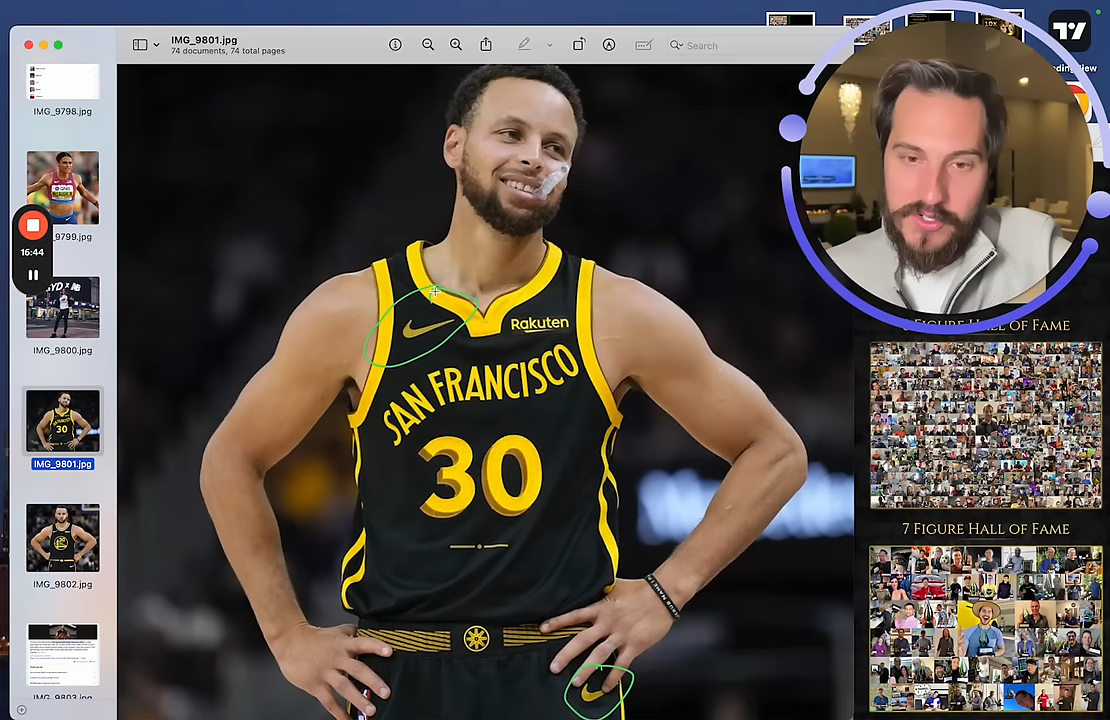 IMG_9801.jpg
74 documents, 74 total pages
Search
IMG_9798.jpg
_9799.jpg
16:44
IMG_9800.jpg
IMG_9801.jpg
IMG_9802.jpg
IMG_9803.jpg
Rakuten
SAN FRANCISCO
30
FIGURE HALL OF FAME
7 FIGURE HALL OF FAME